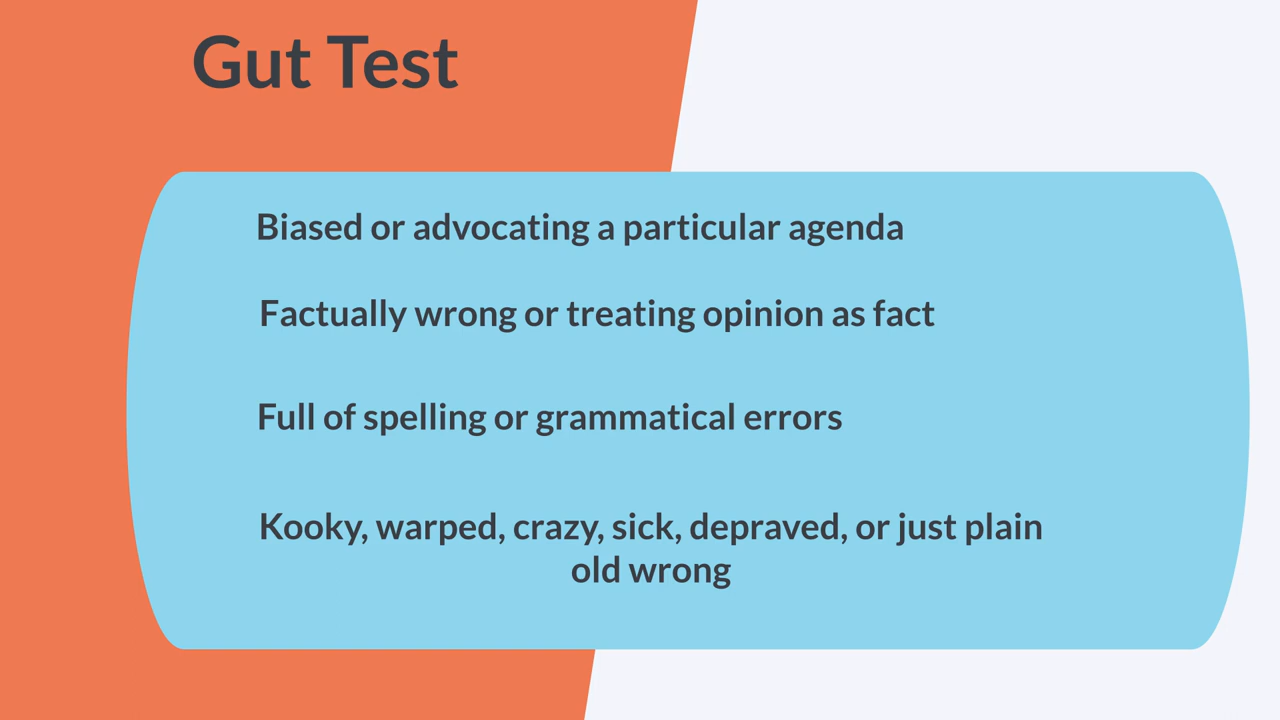 Gut Test
Biased or advocating a particular agenda
Factually wrong or treating opinion as fact
Full of spelling or grammatical errors
Kooky, warped, crazy, sick, depraved, or just plain
old wrong